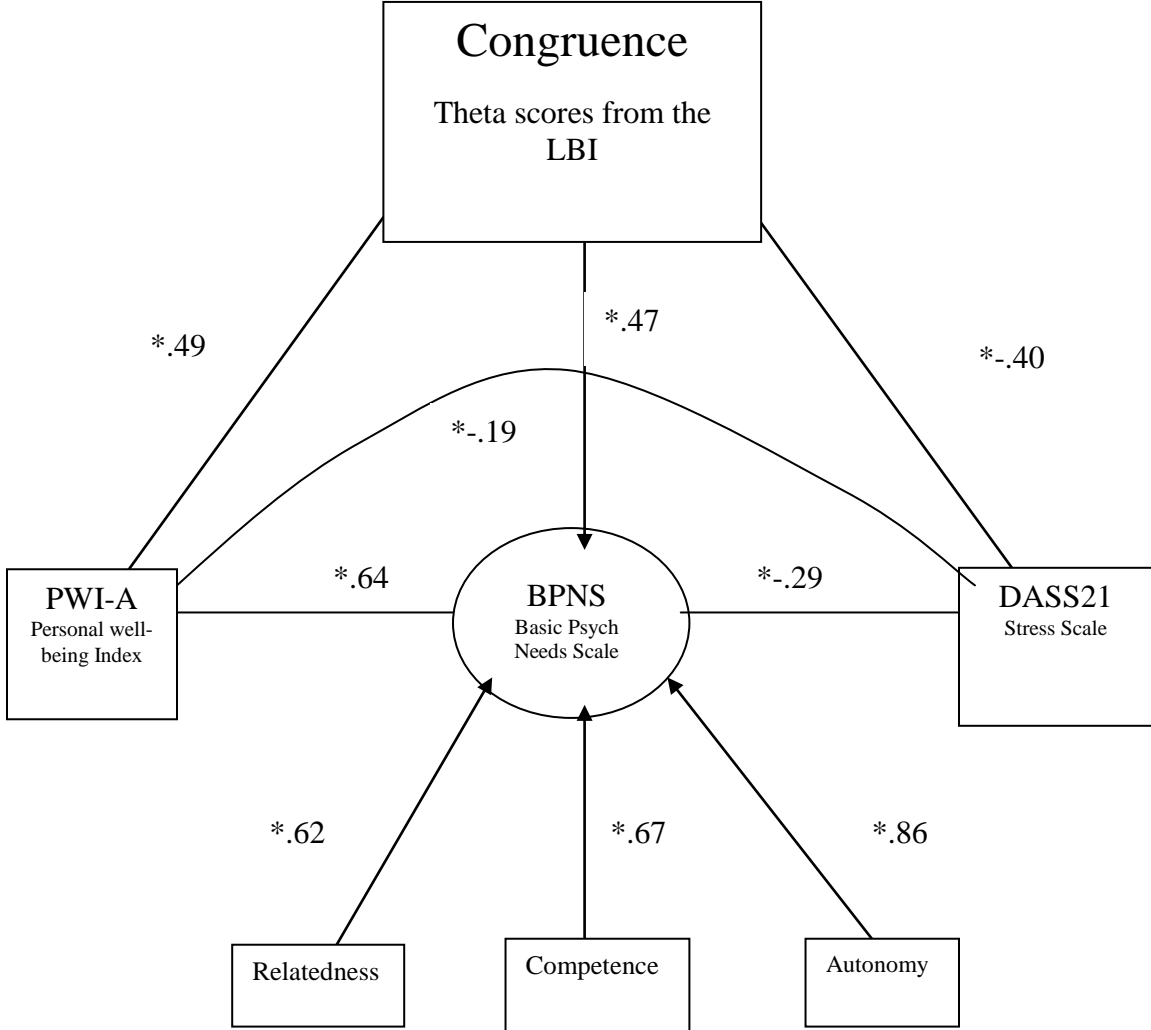 Congruence
Theta scores from the
LBI
*.49
*.47
*-.40
*-.19
*.64
*-.29
PWI-A
Personal well-
being Index
BPNS
Basic Psych
Needs Scale
DASS21
Stress Scale
*.62
*.67
*.86
Relatedness
Competence
Autonomy